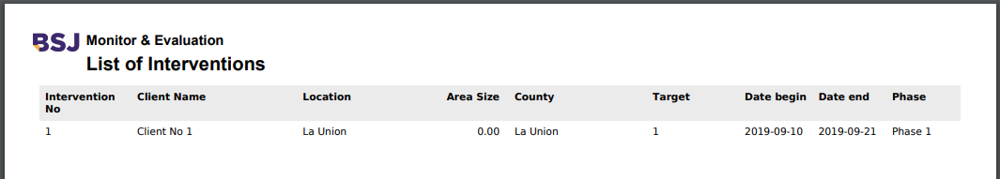 BSJ Monitor & Evaluation
List of Interventions
Intervention No Client Name Location Area Size County Target Date begin Date end Phase
1 Client No 1 La Union 0.00 La Union 1 2019-09-10 2019-09-21 Phase 1